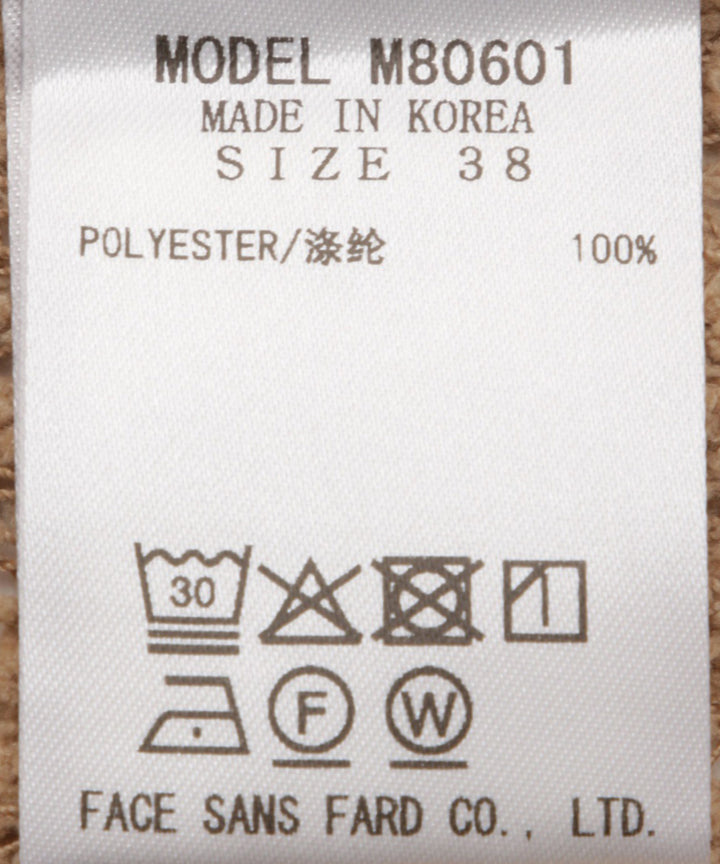 MODEL M80601
MADE IN KOREA
SIZE 38
POLYESTER/涤纶 100%
30
F W
FACE SANS FARD CO., LTD.